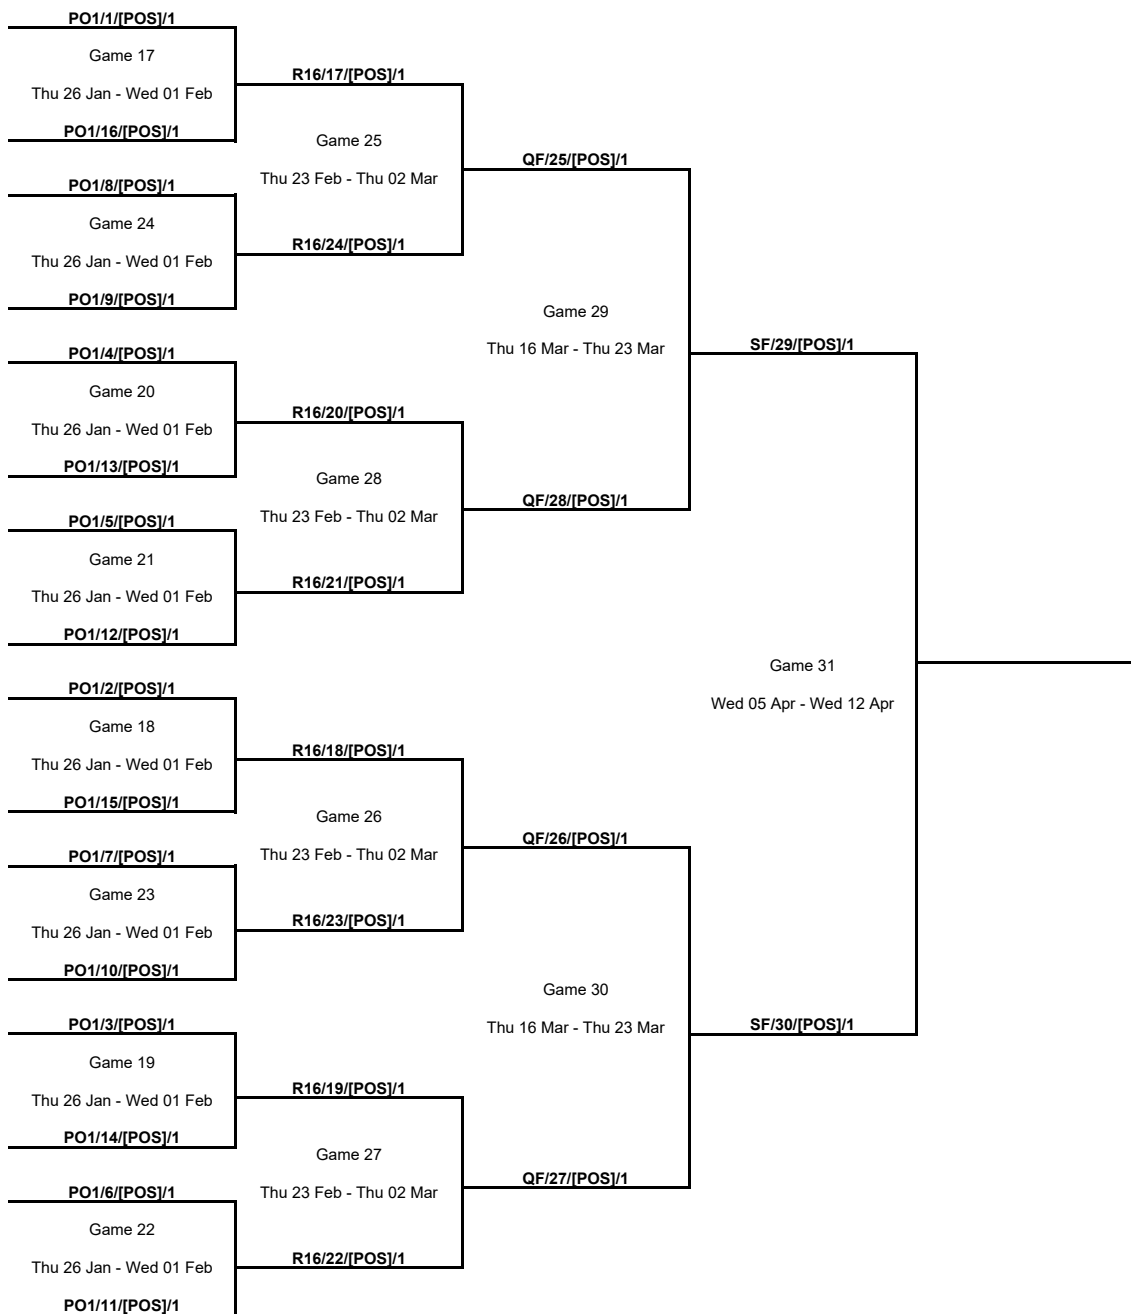 PO1/1/[POS]/1
Game 17
Thu 26 Jan - Wed 01 Feb
PO1/16/[POS]/1
PO1/8/[POS]/1
Game 24
Thu 26 Jan - Wed 01 Feb
PO1/9/[POS]/1
PO1/4/[POS]/1
Game 20
Thu 26 Jan - Wed 01 Feb
PO1/13/[POS]/1
PO1/5/[POS]/1
Game 21
Thu 26 Jan - Wed 01 Feb
PO1/12/[POS]/1
PO1/2/[POS]/1
Game 18
Thu 26 Jan - Wed 01 Feb
PO1/15/[POS]/1
PO1/7/[POS]/1
Game 23
Thu 26 Jan - Wed 01 Feb
PO1/10/[POS]/1
PO1/3/[POS]/1
Game 19
Thu 26 Jan - Wed 01 Feb
PO1/14/[POS]/1
PO1/6/[POS]/1
Game 22
Thu 26 Jan - Wed 01 Feb
PO1/11/[POS]/1
R16/17/[POS]/1
Game 25
Thu 23 Feb - Thu 02 Mar
R16/24/[POS]/1
R16/20/[POS]/1
Game 28
Thu 23 Feb - Thu 02 Mar
R16/21/[POS]/1
R16/18/[POS]/1
Game 26
Thu 23 Feb - Thu 02 Mar
R16/23/[POS]/1
R16/19/[POS]/1
Game 27
Thu 23 Feb - Thu 02 Mar
R16/22/[POS]/1
QF/25/[POS]/1
Game 29
Thu 16 Mar - Thu 23 Mar
QF/28/[POS]/1
QF/26/[POS]/1
Game 30
Thu 16 Mar - Thu 23 Mar
QF/27/[POS]/1
SF/29/[POS]/1
Game 31
Wed 05 Apr - Wed 12 Apr
SF/30/[POS]/1